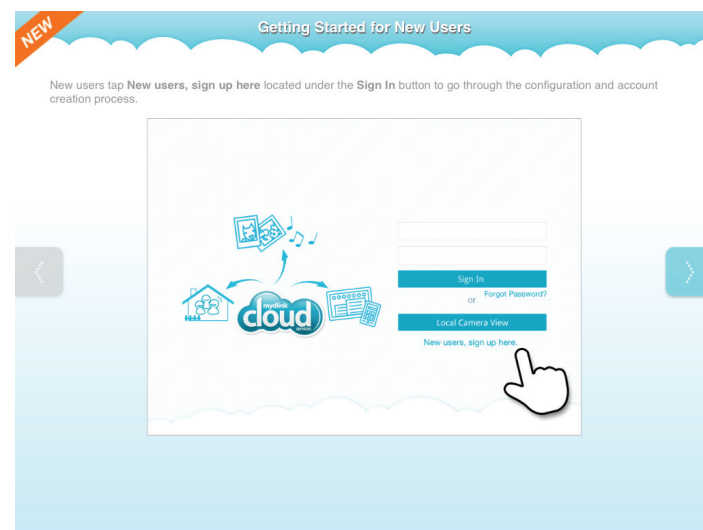 NEW
Getting Started for New Users
New users tap New users, sign up here located under the Sign In button to go through the configuration and account
creation process.
Sign In
Forgot Password?
or
Local Camera View
New users, sign up here.
mydlink
cloud
services